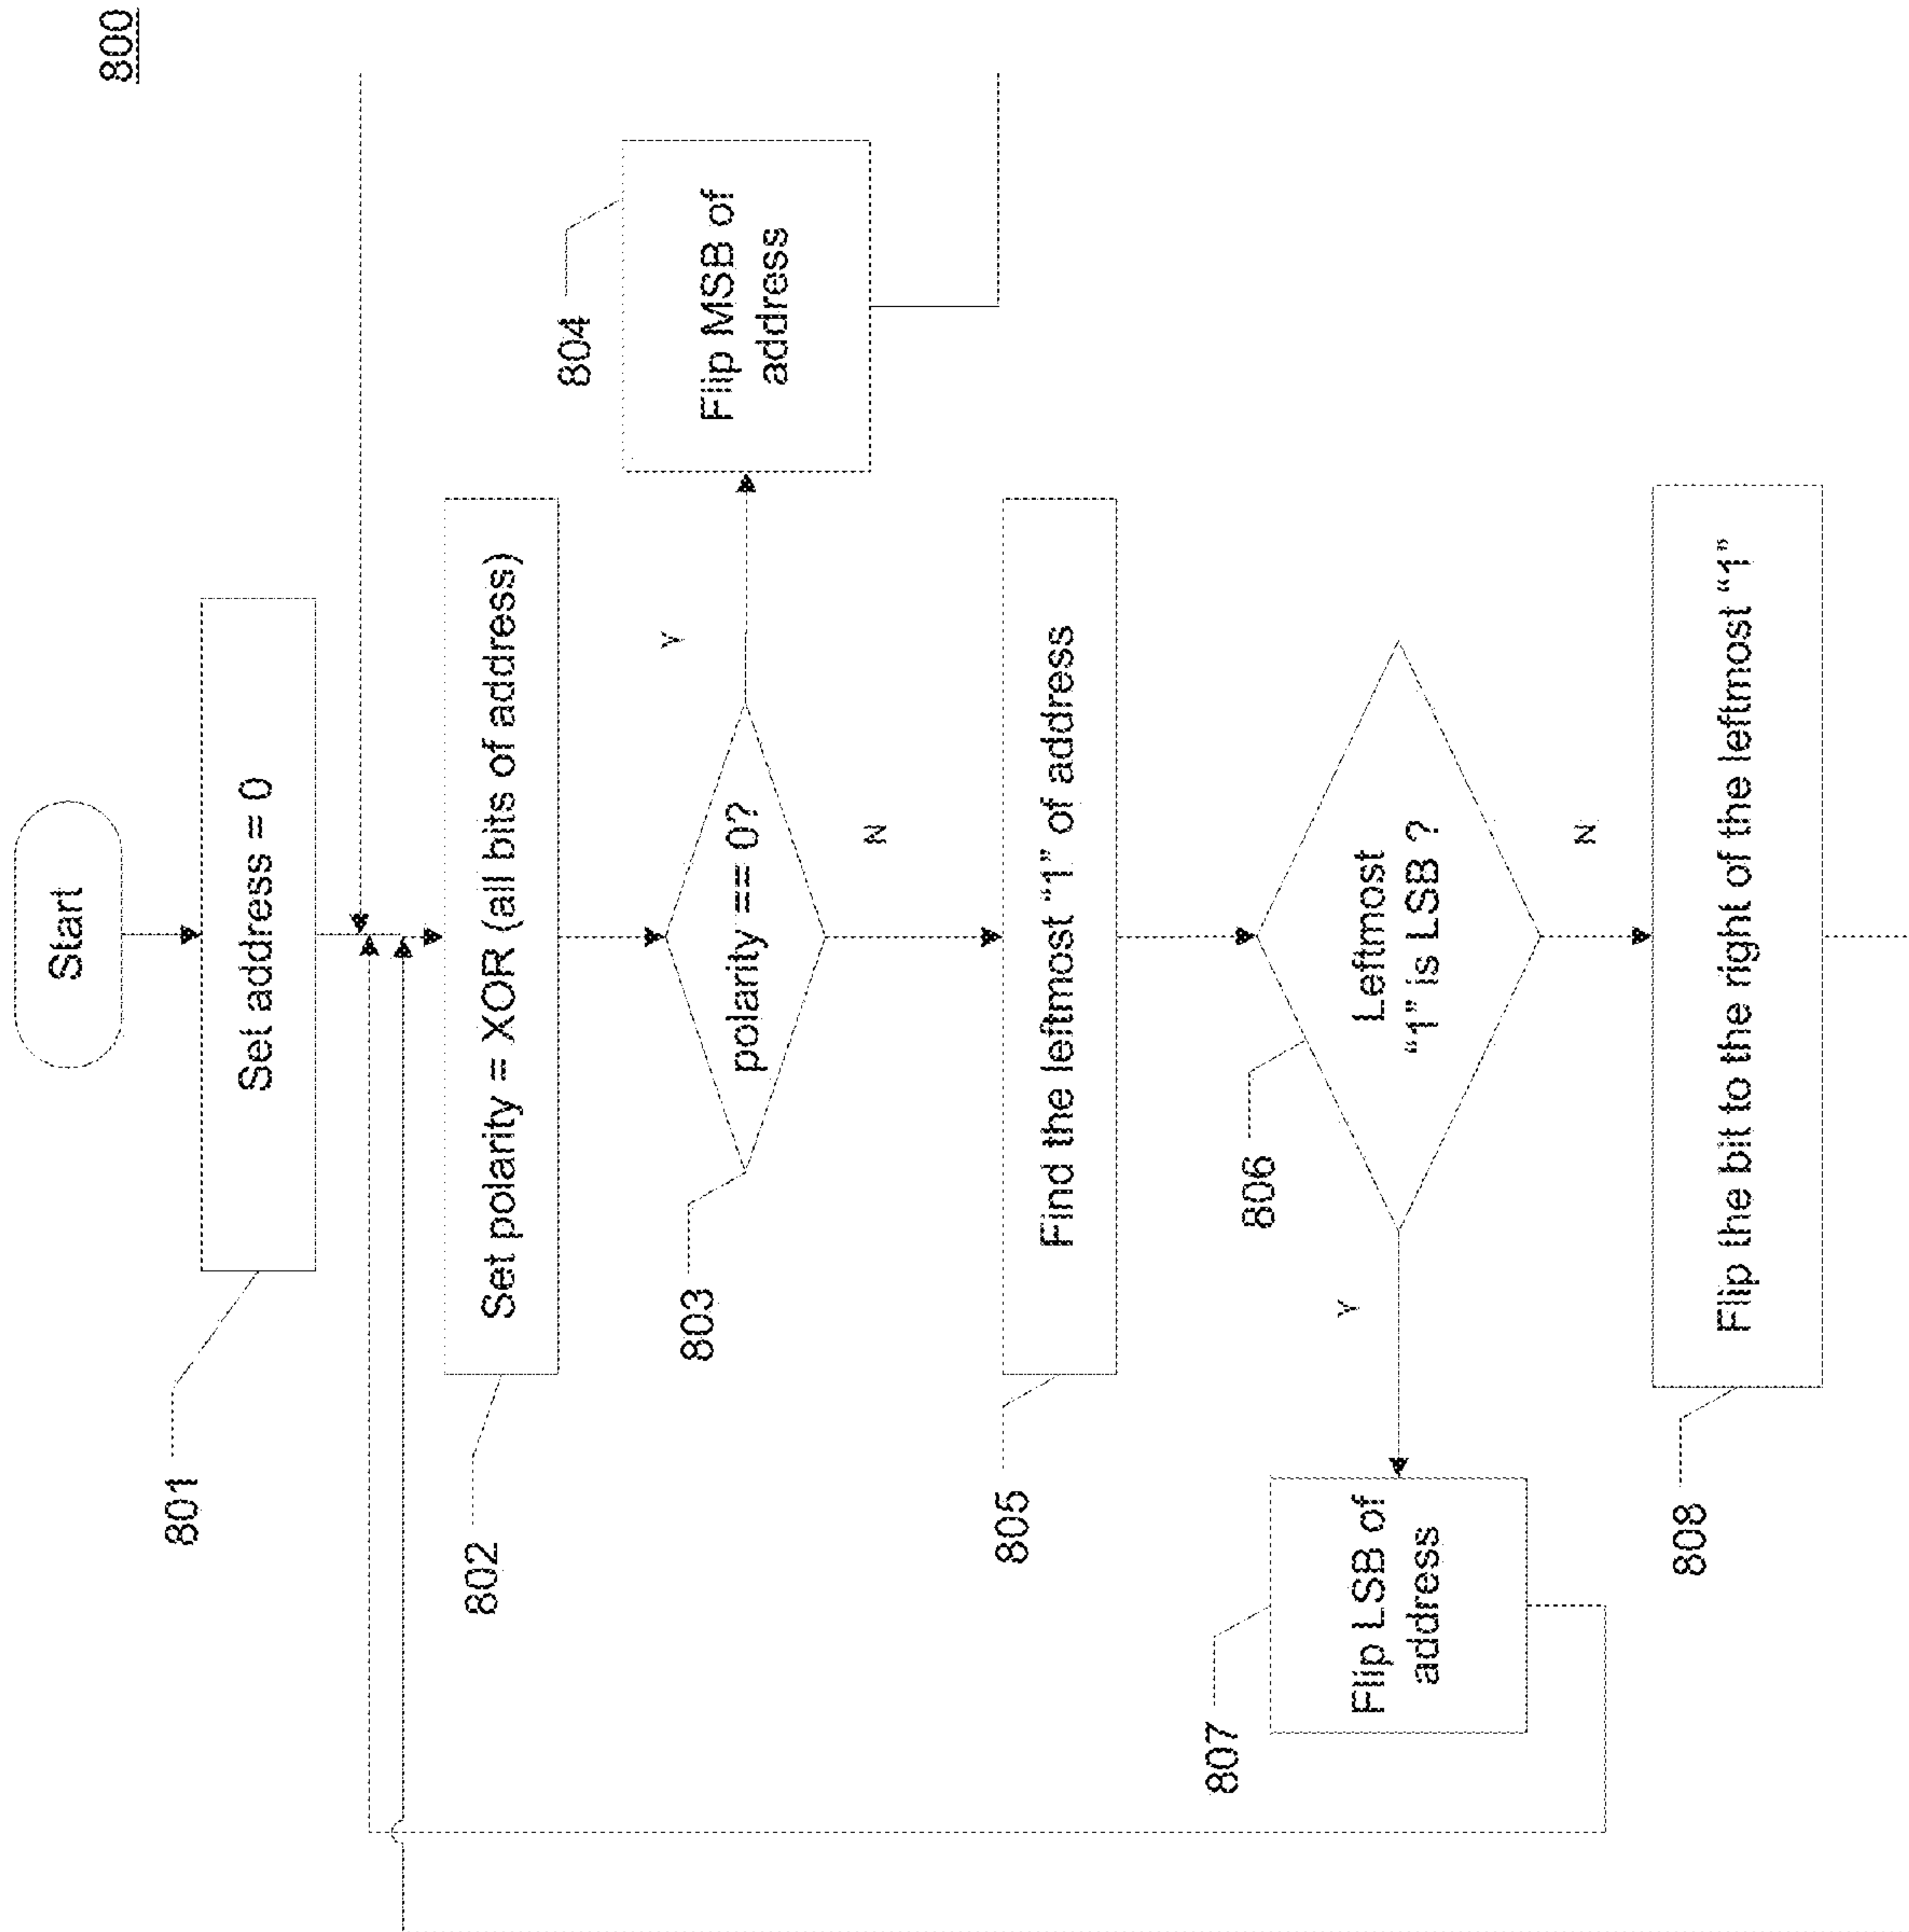 800
Start
Set address = 0
801
Set polarity = XOR (all bits of address)
802
polarity == 0?
803
Y
N
Flip MSB of
address
804
Find the leftmost “1” of address
805
Leftmost
“1” is LSB ?
806
Y
N
Flip LSB of
address
807
Flip the bit to the right of the leftmost “1”
808